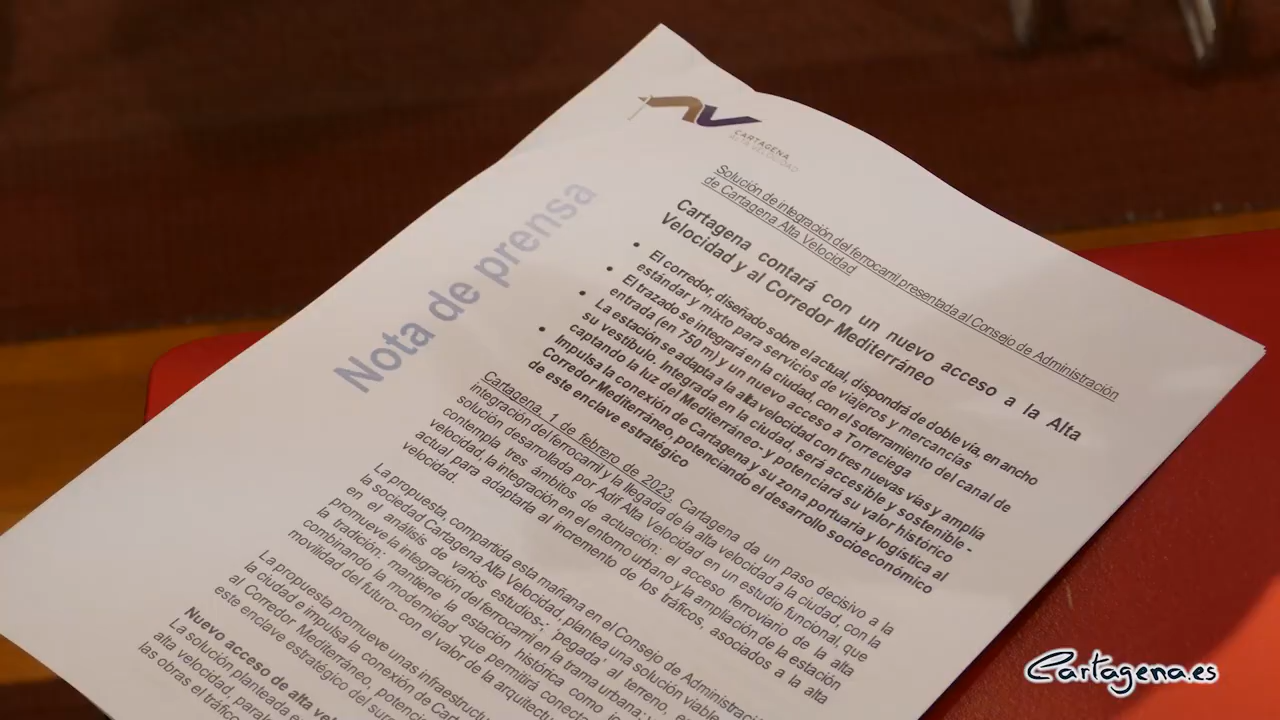 CARTAGENA
ALTA VELOCIDAD
Nota de prensa
Solución de integración del ferrocarril presentada al Consejo de Administración
de Cartagena Alta Velocidad
Cartagena contará con un nuevo acceso a la Alta
Velocidad y al Corredor Mediterráneo
• El corredor, diseñado sobre el actual, dispondrá de doble vía, en ancho
estándar y mixto para servicios de viajeros y mercancías
• El trazado se integrará en la ciudad, con el soterramiento del canal de
entrada (en 750 m) y un nuevo acceso a Torreciega
• La estación se adapta a la alta velocidad con tres nuevas vías y amplía
su vestíbulo. Integrada en la ciudad, será accesible y sostenible -
captando la luz del Mediterráneo- y potenciará su valor histórico
• Impulsa la conexión de Cartagena y su zona portuaria y logística al
Corredor Mediterráneo, potenciando el desarrollo socioeconómico
de este enclave estratégico
Cartagena, 1 de febrero de 2023. Cartagena da un paso decisivo a la
integración del ferrocarril y la llegada de la alta velocidad a la ciudad, con la
solución desarrollada por Adif Alta Velocidad en un estudio funcional, que
contempla tres ámbitos de actuación: el acceso ferroviario de la alta
velocidad, la integración en el entorno urbano y la ampliación de la estación
actual para adaptarla al incremento de los tráficos, asociados a la alta
velocidad.
La propuesta, compartida esta mañana en el Consejo de Administración
la sociedad Cartagena Alta Velocidad, plantea una solución viable
en el análisis de varios estudios-, 'pegada' al terreno,
promueve la integración del ferrocarril en la trama urbana;
la tradición: mantiene la estación histórica como
combinando la modernidad -que permitirá
movilidad del futuro- con el valor de la
La propuesta promueve unas
la ciudad e impulsa la conexión de
al Corredor Mediterráneo,
este enclave estratégico del
Nuevo acceso de alta
La solución planteada
alta velocidad,
las obras el
Cartagena.es